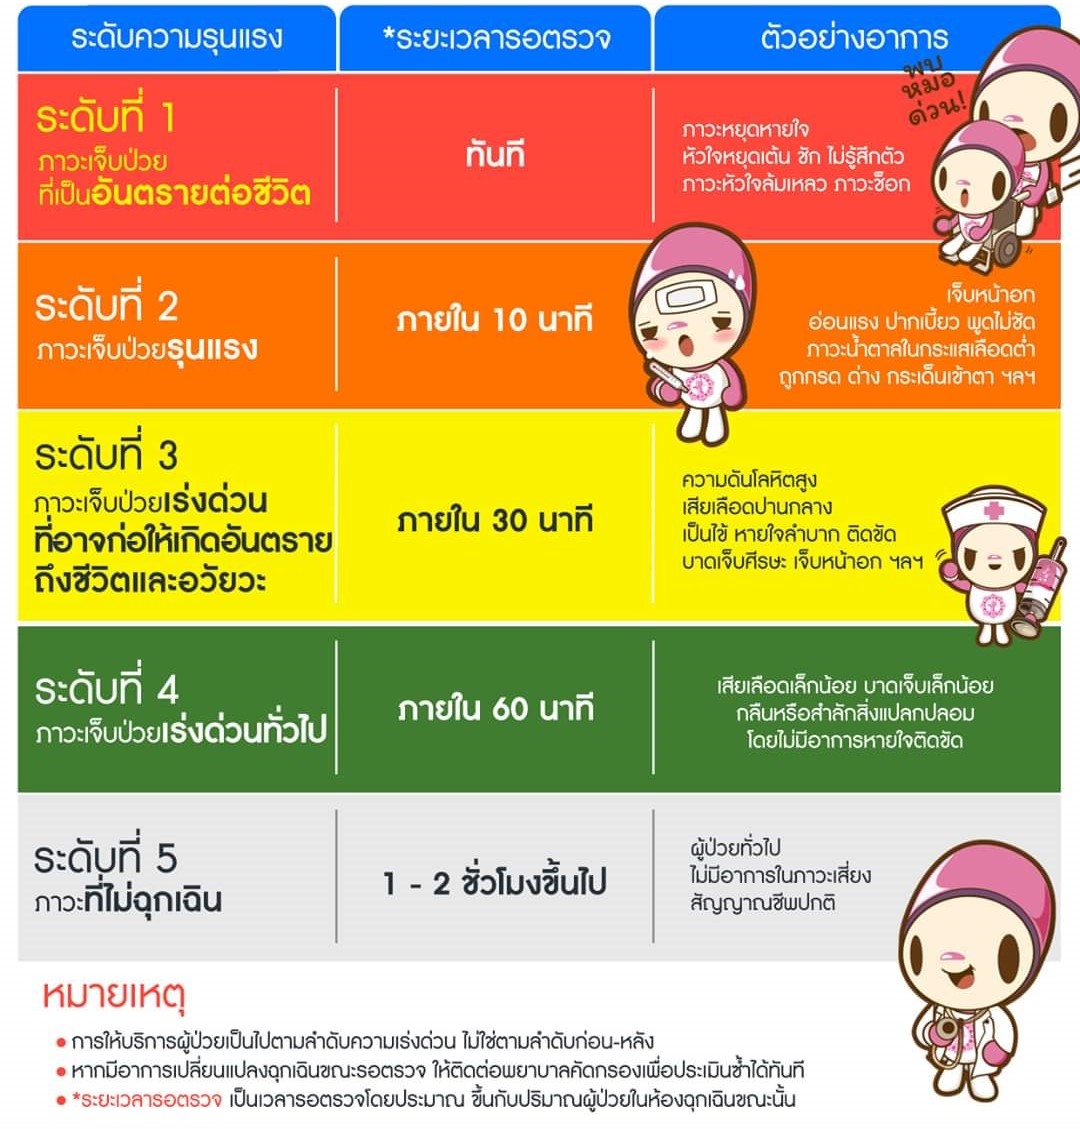 ระดับความรุนแรง
*ระยะเวลารอตรวจ
ตัวอย่างอาการ
ระดับที่ 1
ภาวะเจ็บป่วย
ที่เป็นอันตรายต่อชีวิต
ทันที
ภาวะหยุดหายใจ
หัวใจหยุดเต้น ชัก ไม่รู้สึกตัว
ภาวะหัวใจล้มเหลว ภาวะช็อก
พบ
หมอ
ด่วน!
ระดับที่ 2
ภาวะเจ็บป่วยรุนแรง
ภายใน 10 นาที
เจ็บหน้าอก
อ่อนแรง ปากเบี้ยว พูดไม่ชัด
ภาวะน้ำตาลในกระแสเลือดต่ำ
ถูกกรด ด่าง กระเด็นเข้าตา ฯลฯ
ระดับที่ 3
ภาวะเจ็บป่วยเร่งด่วน
ที่อาจก่อให้เกิดอันตราย
ถึงชีวิตและอวัยวะ
ภายใน 30 นาที
ความดันโลหิตสูง
เสียเลือดปานกลาง
เป็นไข้ หายใจลำบาก ติดขัด
บาดเจ็บศีรษะ เจ็บหน้าอก ฯลฯ
ระดับที่ 4
ภาวะเจ็บป่วยเร่งด่วนทั่วไป
ภายใน 60 นาที
เสียเลือดเล็กน้อย บาดเจ็บเล็กน้อย
กลืนหรือสำลักสิ่งแปลกปลอม
โดยไม่มีอาการหายใจติดขัด
ระดับที่ 5
ภาวะที่ไม่ฉุกเฉิน
1 - 2 ชั่วโมงขึ้นไป
ผู้ป่วยทั่วไป
ไม่มีอาการในภาวะเสี่ยง
สัญญาณชีพปกติ
หมายเหตุ
• การให้บริการผู้ป่วยเป็นไปตามลำดับความเร่งด่วน ไม่ใช่ตามลำดับก่อน-หลัง
• หากมีอาการเปลี่ยนแปลงฉุกเฉินขณะรอตรวจ ให้ติดต่อพยาบาลคัดกรองเพื่อประเมินซ้ำได้ทันที
• *ระยะเวลารอตรวจ เป็นเวลารอตรวจโดยประมาณ ขึ้นกับปริมาณผู้ป่วยในห้องฉุกเฉินขณะนั้น